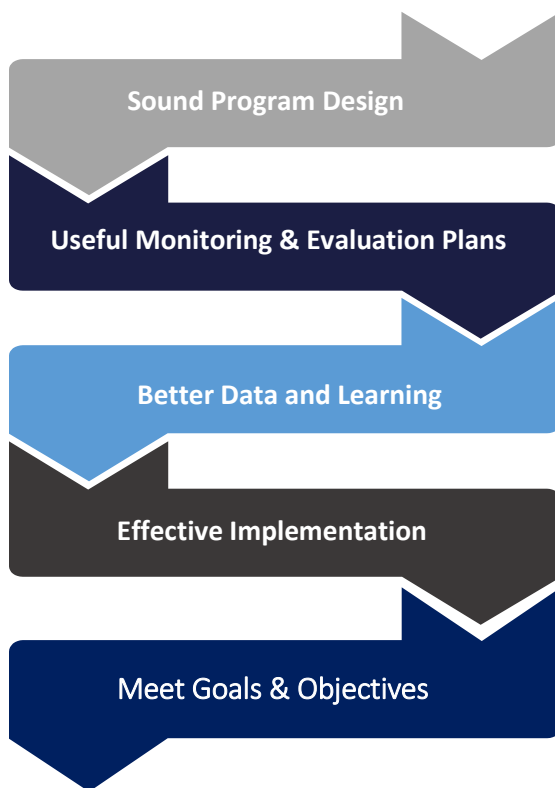 Sound Program Design
Useful Monitoring & Evaluation Plans
Better Data and Learning
Effective Implementation
Meet Goals & Objectives